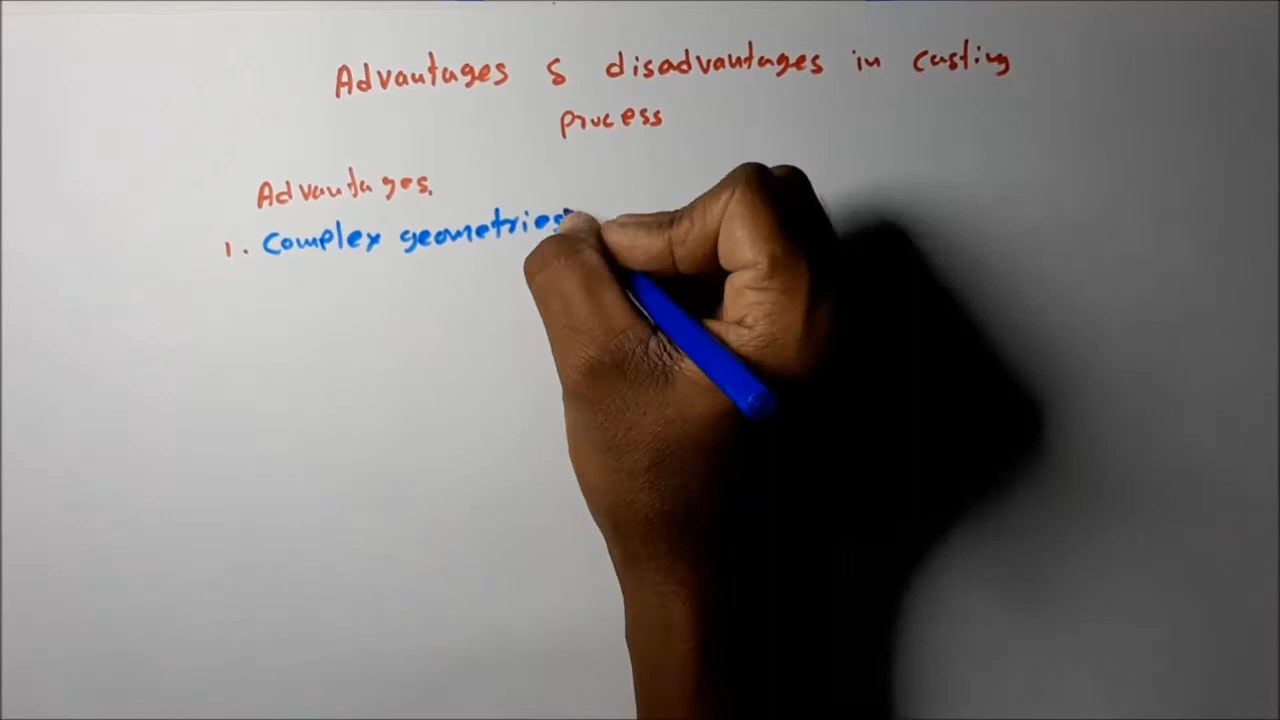 Advantages & disadvantages in casting
process
Advantages.
1. Complex geometries